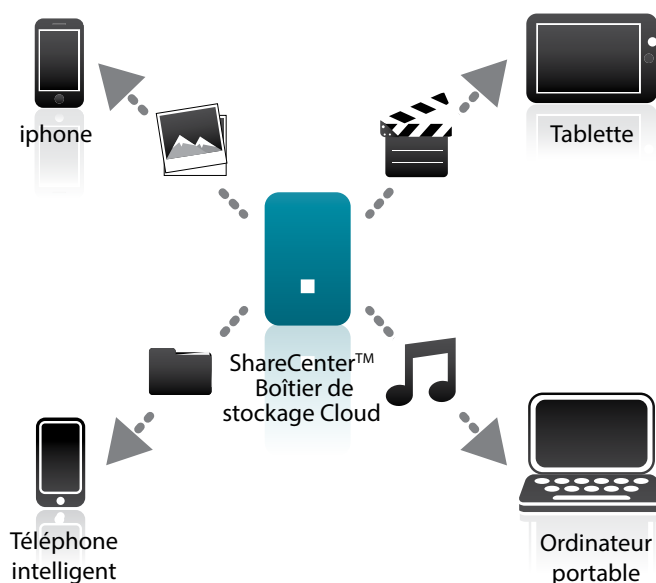 iphone
Tablette
ShareCenter™
Boîtier de
stockage Cloud
Téléphone
intelligent
Ordinateur
portable